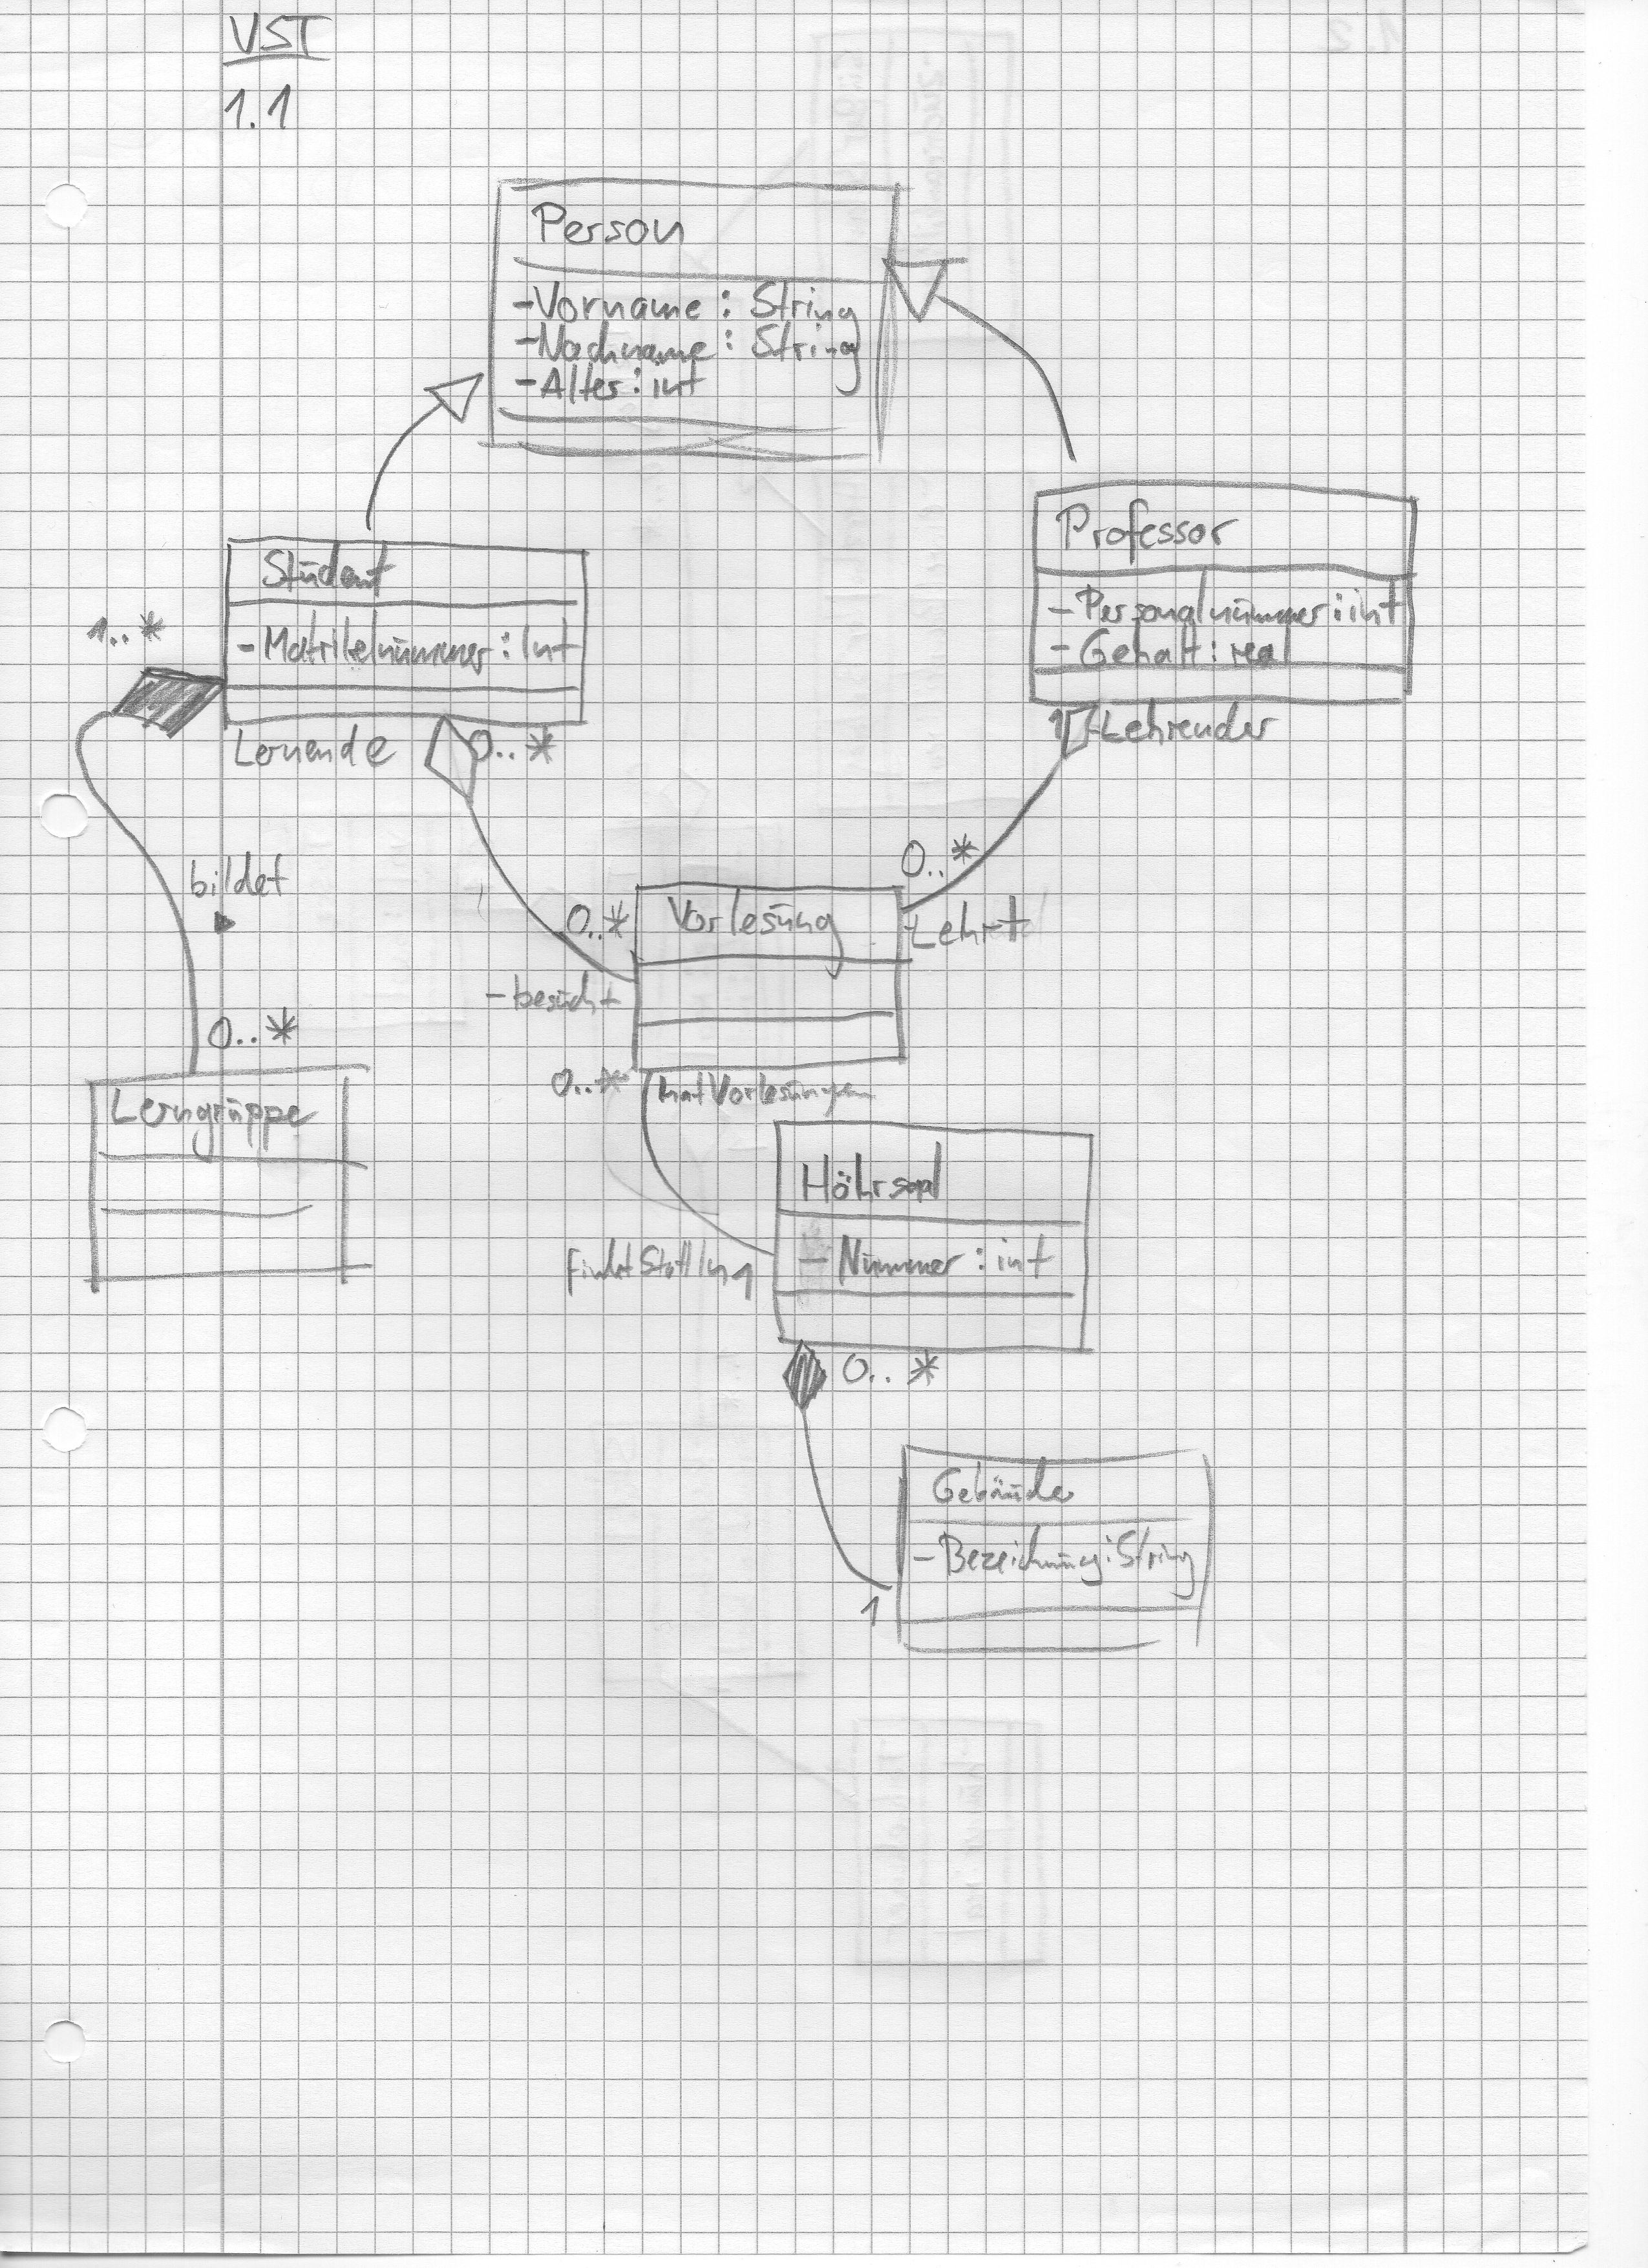 VST
1.1
Person
-Vorname : String
-Nachname : String
-Alter : int
Student
-Matrikelnummer : Int
Professor
-Personalnummer : int
-Gehalt : real
1..*
Lernende
0..*
1
-Lehrender
bildet
0..*
0..*
Vorlesung
-Lehrt
-besucht
0..*
0..*
hatVorlesungen
Lerngruppe
Höhrsaal
- Nummer : int
findetStattIn
1
0..*
Gebäude
-Bezeichnung : String
1